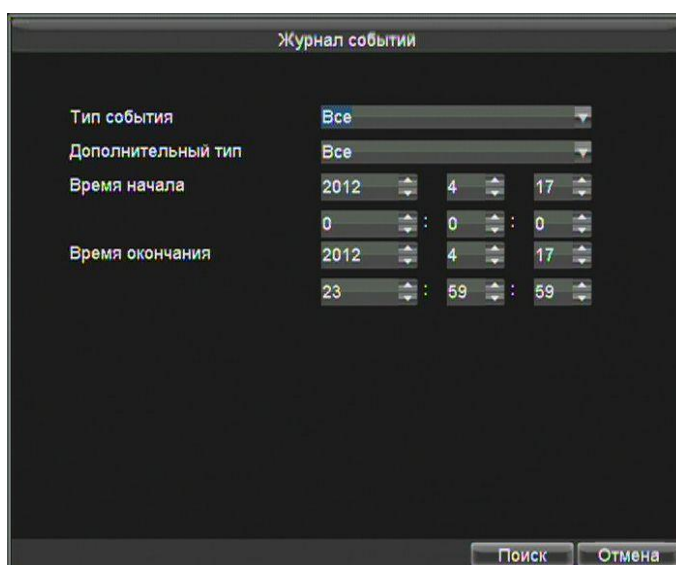 Журнал событий
Тип события Все
Дополнительный тип Все
Время начала 2012 4 17
0 : 0 : 0
Время окончания 2012 4 17
23 : 59 : 59
Поиск Отмена